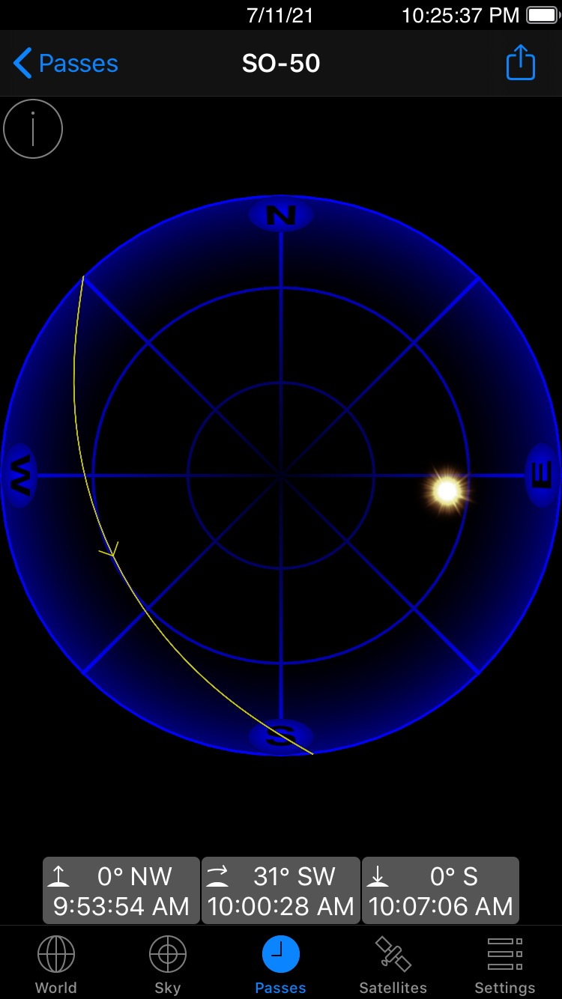 7/11/21 10:25:37 PM
Passes SO-50
N
W E
S
0° NW 31° SW 0° S
9:53:54 AM 10:00:28 AM 10:07:06 AM
World Sky Passes Satellites Settings